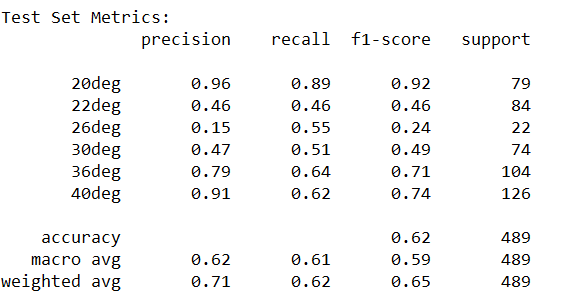 Test Set Metrics:
precision recall f1-score support
20deg 0.96 0.89 0.92 79
22deg 0.46 0.46 0.46 84
26deg 0.15 0.55 0.24 22
30deg 0.47 0.51 0.49 74
36deg 0.79 0.64 0.71 104
40deg 0.91 0.62 0.74 126
accuracy 0.62 489
macro avg 0.62 0.61 0.59 489
weighted avg 0.71 0.62 0.65 489